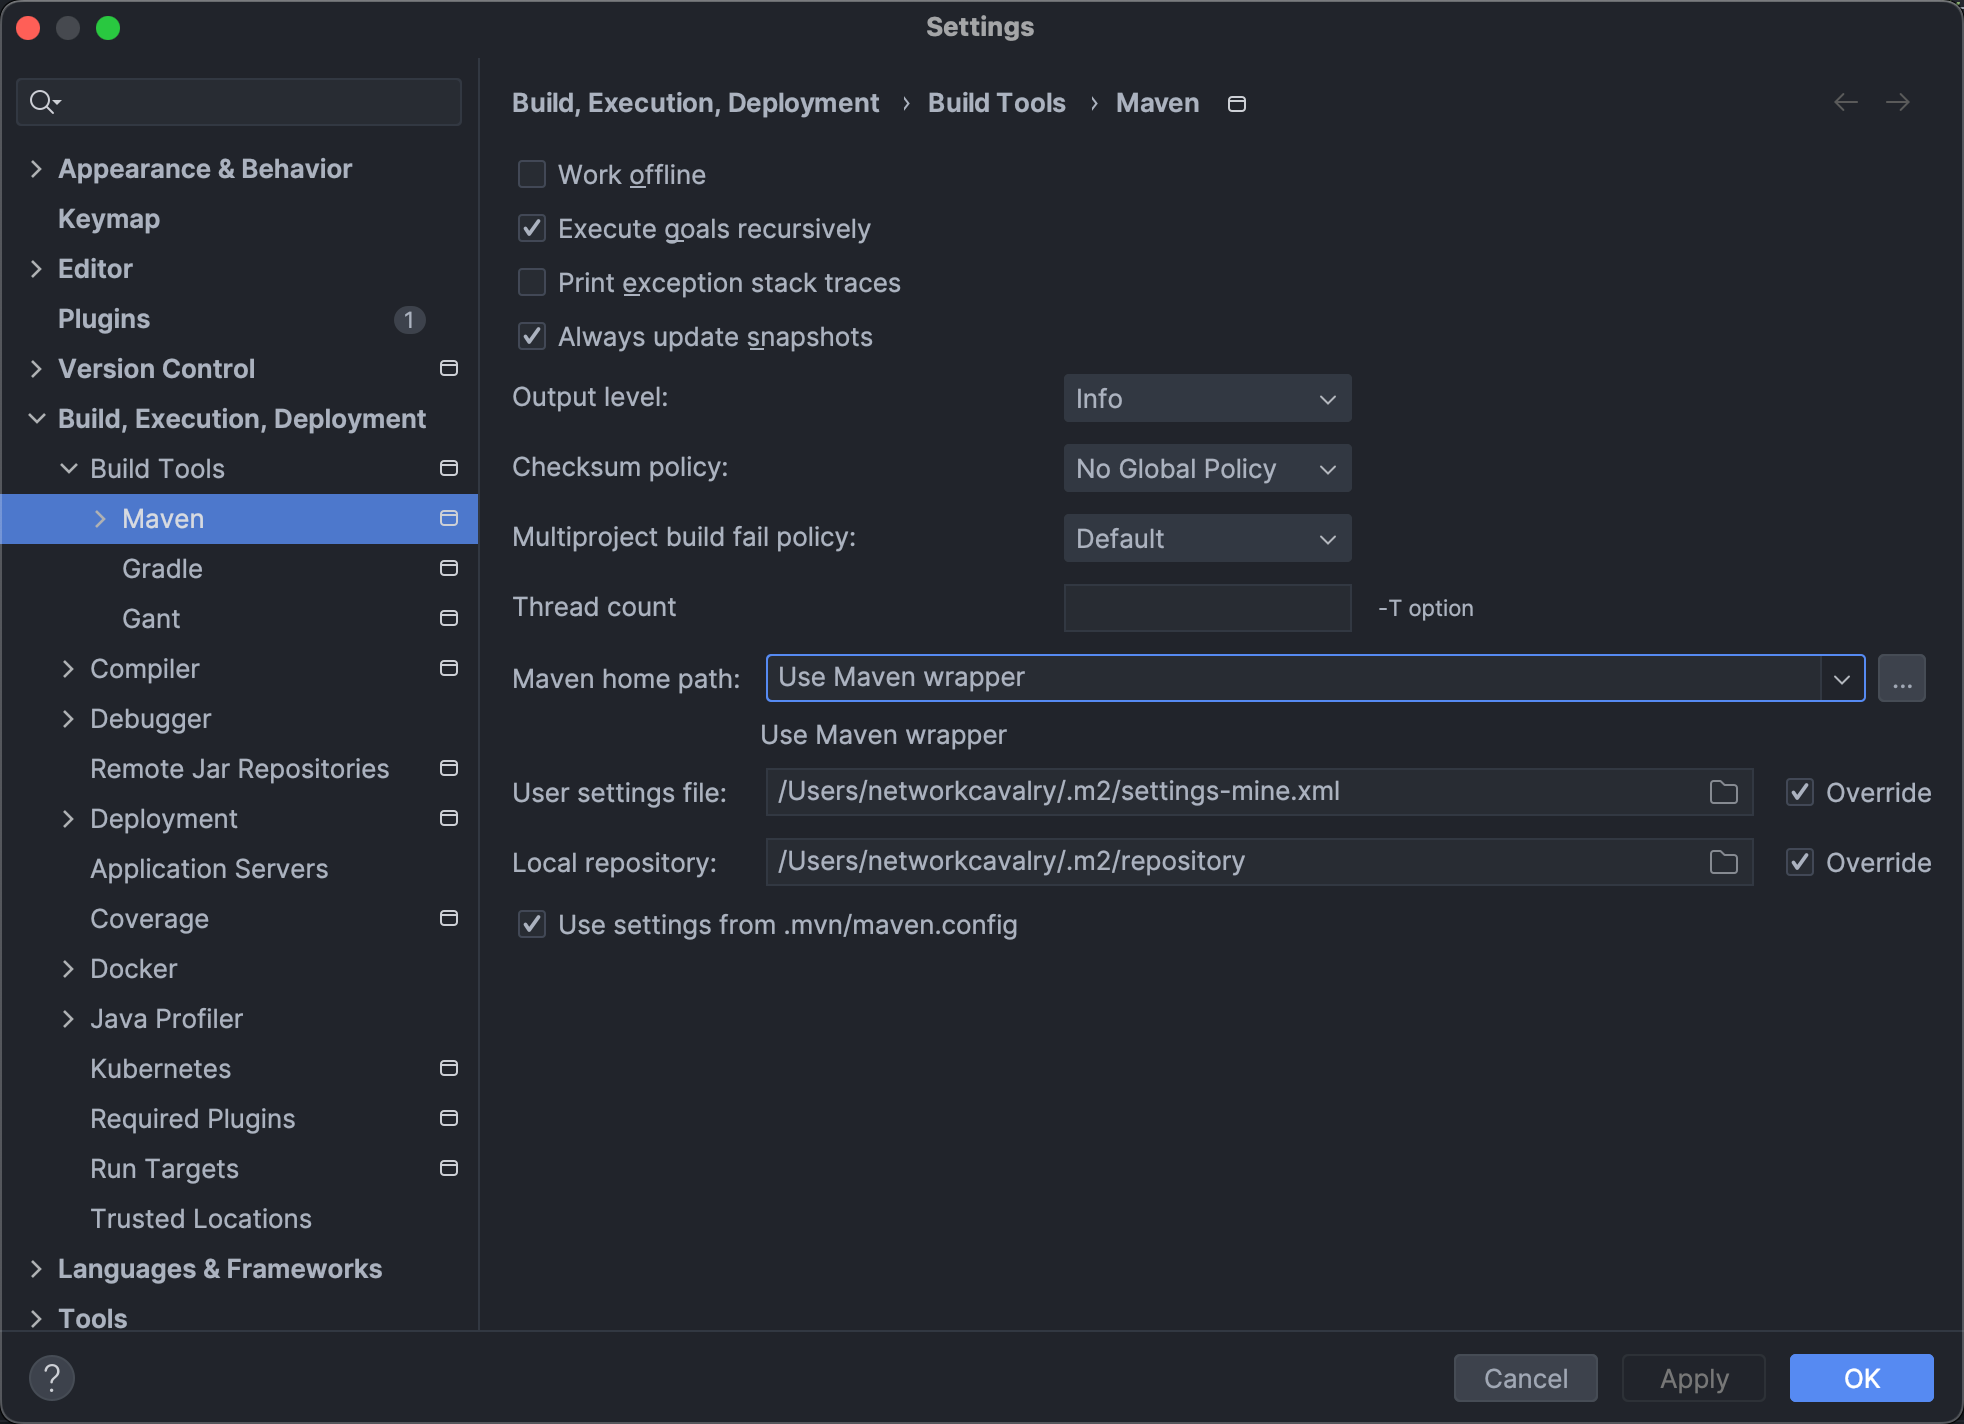 Settings
Appearance & Behavior
Keymap
Editor
Plugins 1
Version Control
Build, Execution, Deployment
Build Tools
Maven
Gradle
Gant
Compiler
Debugger
Remote Jar Repositories
Deployment
Application Servers
Coverage
Docker
Java Profiler
Kubernetes
Required Plugins
Run Targets
Trusted Locations
Languages & Frameworks
Tools
Build, Execution, Deployment › Build Tools › Maven
Work offline
Execute goals recursively
Print exception stack traces
Always update snapshots
Output level: Info
Checksum policy: No Global Policy
Multiproject build fail policy: Default
Thread count -T option
Maven home path: Use Maven wrapper ...
Use Maven wrapper
User settings file: /Users/networkcavalry/.m2/settings-mine.xml Override
Local repository: /Users/networkcavalry/.m2/repository Override
Use settings from .mvn/maven.config
? Cancel Apply OK